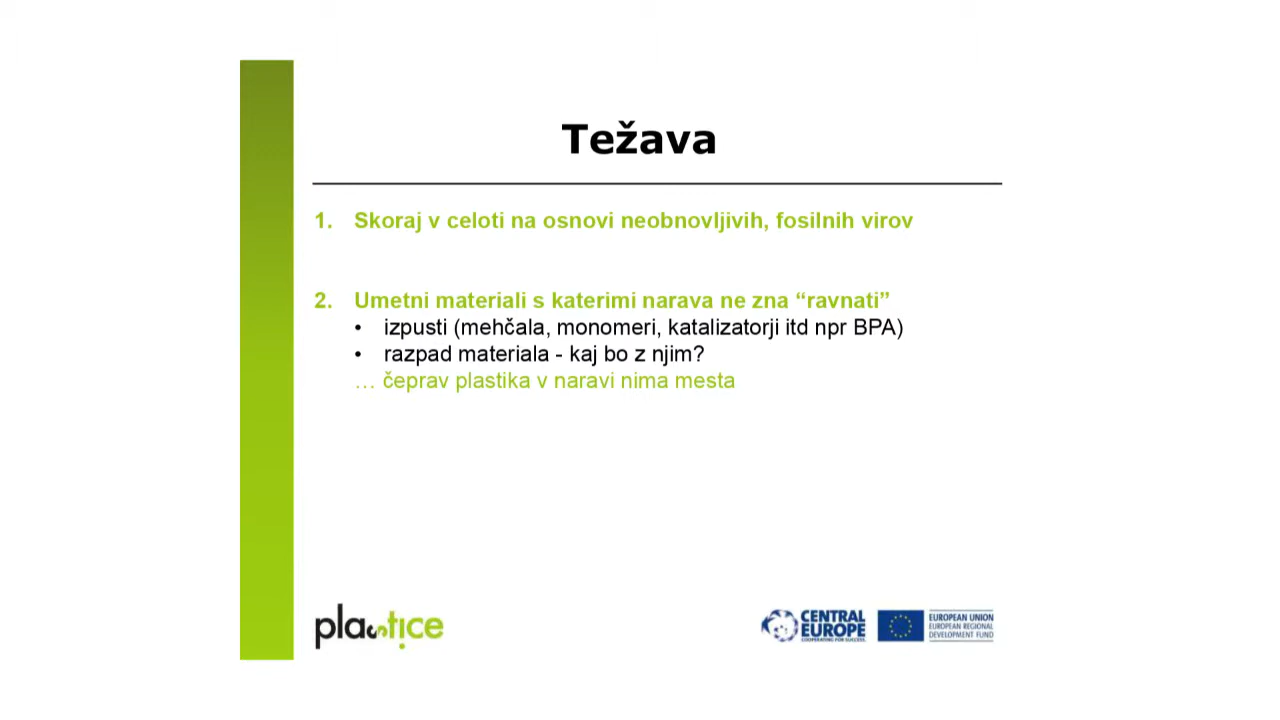 Težava
1. Skoraj v celoti na osnovi neobnovljivih, fosilnih virov
2. Umetni materiali s katerimi narava ne zna “ravnati”
• izpusti (mehčala, monomeri, katalizatorji itd npr BPA)
• razpad materiala - kaj bo z njim?
… čeprav plastika v naravi nima mesta
plastice
CENTRAL
EUROPE
COOPERATING FOR SUCCESS.
EUROPEAN UNION
EUROPEAN REGIONAL
DEVELOPMENT FUND